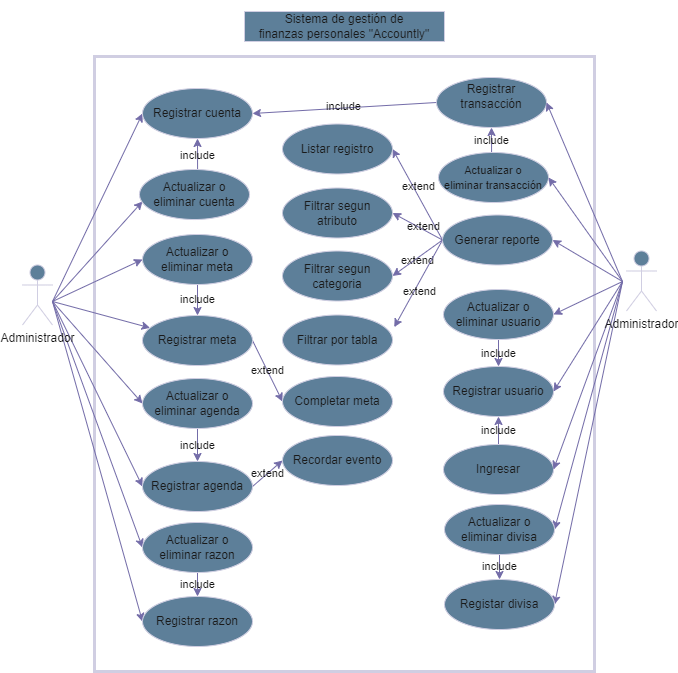 Sistema de gestión de
finanzas personales "Accountly"
Registrar cuenta
include
Registrar
transacción
include
Actualizar o
eliminar cuenta
Listar registro
include
Actualizar o
eliminar transacción
extend
Filtrar segun
atributo
extend
Generar reporte
Actualizar o
eliminar meta
extend
Filtrar segun
categoria
include
extend
Actualizar o
eliminar usuario
Administrador
Administrador
Registrar meta
Filtrar por tabla
include
extend
Registrar usuario
Actualizar o
eliminar agenda
Completar meta
include
include
Recordar evento
extend
Ingresar
Registrar agenda
Actualizar o
eliminar razon
Actualizar o
eliminar divisa
include
include
Registrar razon
Registar divisa